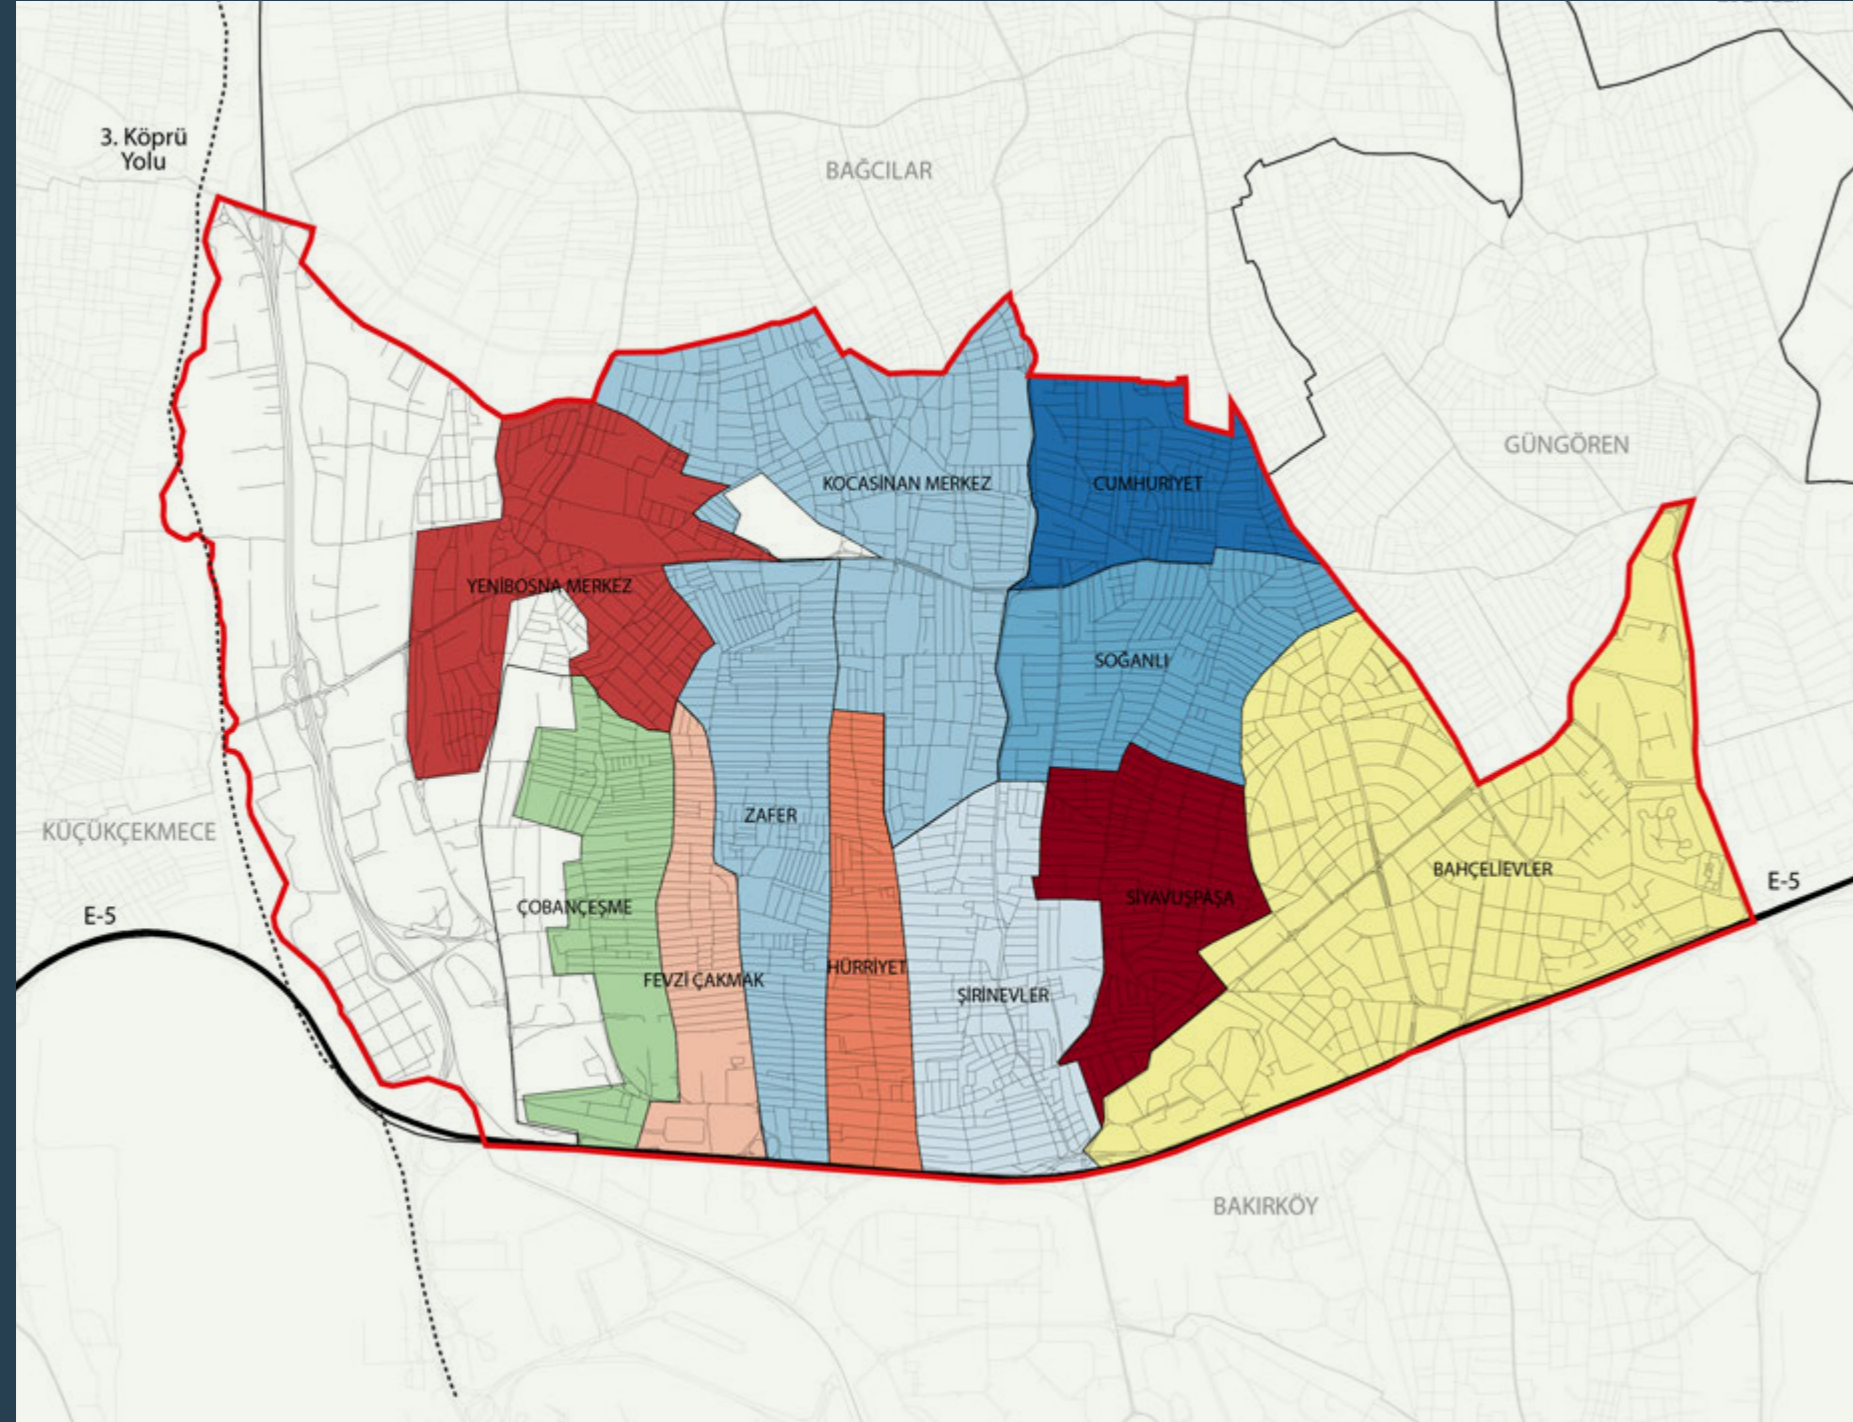 3. Köprü
Yolu
BAĞCILAR
GÜNGÖREN
KOCASİNAN MERKEZ
CUMHURİYET
YENİBOSNA MERKEZ
SOĞANLI
ZAFER
KÜÇÜKÇEKMECE
BAHÇELİEVLER
E-5
SİYAVUŞPAŞA
ÇOBANÇEŞME
E-5
HÜRRİYET
FEVZİ ÇAKMAK
ŞİRİNEVLER
BAKIRKÖY